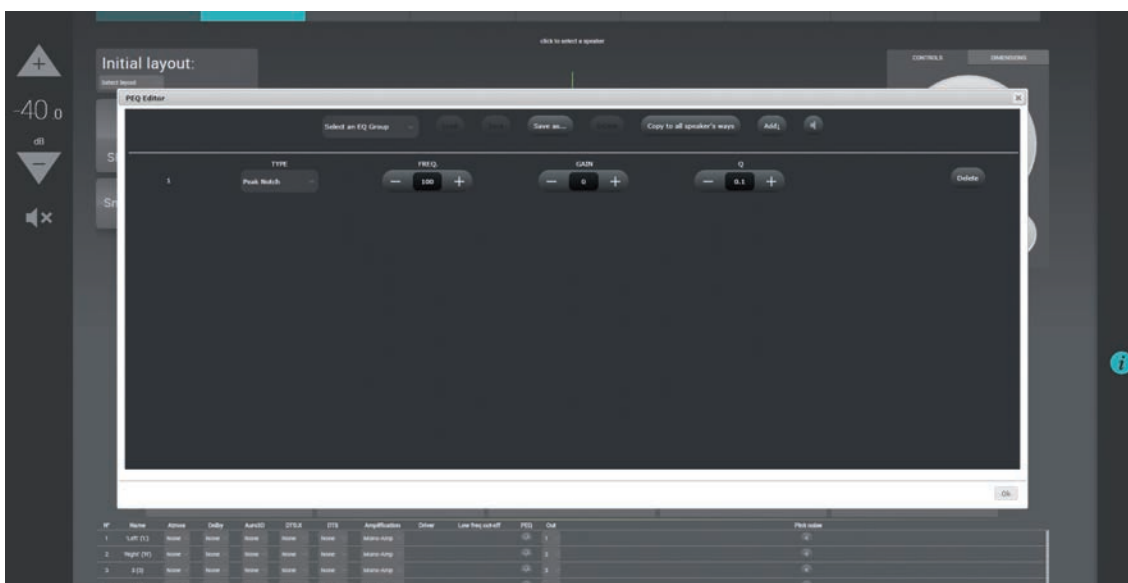 click to select a speaker
Initial layout:
CONTROLS DIMENSIONS
Select layout
PEQ Editor
-40.0
dB
Select an EQ Group Save as... Copy to all speaker's ways Add
TYPE FREQ. GAIN Q
1 Peak Notch 100 0 0.1 Delete
Ok
N° Name Atmos Dolby Auro3D DTS:X DTS Amplification Driver Low freq cut-off PEQ Out Pink noise
1 None None None None None Mono-Amp 1
2 None None None None None Mono-Amp 2
3 None None None None None Mono-Amp 3